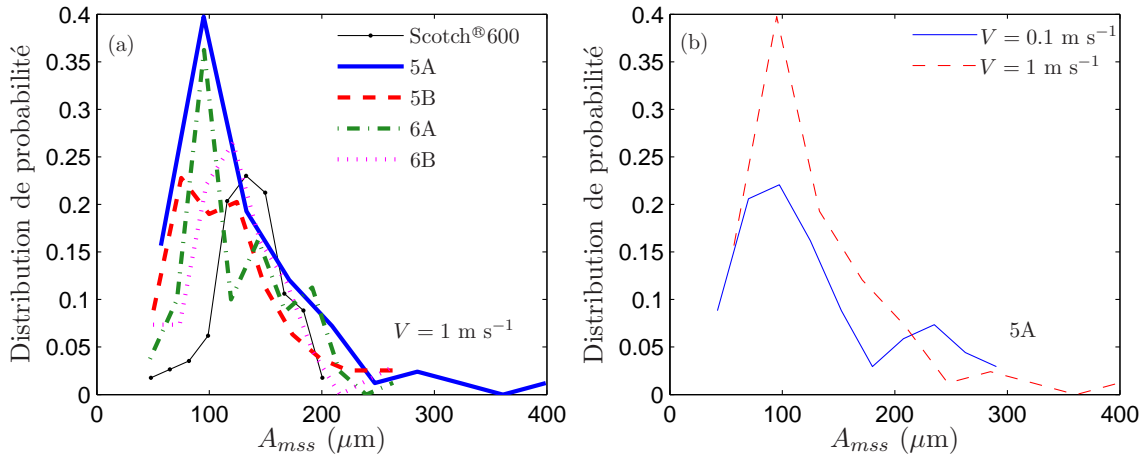 (a)
Scotch®600
5A
5B
6A
6B
V = 1 m s⁻¹
Distribution de probabilité
0.4
0.35
0.3
0.25
0.2
0.15
0.1
0.05
0
0 100 200 300 400
A_mss (μm)
(b)
V = 0.1 m s⁻¹
V = 1 m s⁻¹
5A
Distribution de probabilité
0.4
0.35
0.3
0.25
0.2
0.15
0.1
0.05
0
0 100 200 300 400
A_mss (μm)